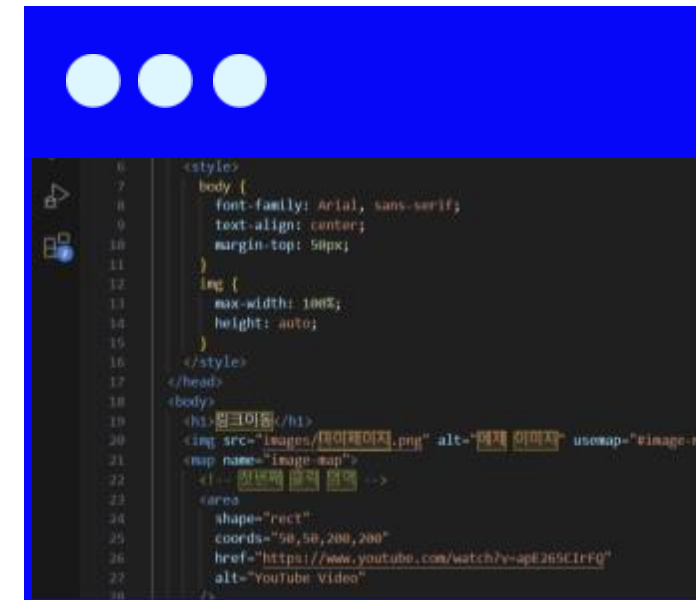 6 <style>
7 body {
8 font-family: Arial, sans-serif;
9 text-align: center;
10 margin-top: 50px;
11 }
12 img {
13 max-width: 100%;
14 height: auto;
15 }
16 </style>
17 </head>
18 <body>
19 <h1>링크이동</h1>
20 <img src="images/마이페이지.png" alt="예제 이미지" usemap="#image-m
21 <map name="image-map">
22 <!-- 첫번째 클릭 영역 -->
23 <area
24 shape="rect"
25 coords="50,50,200,200"
26 href="https://www.youtube.com/watch?v=apE265CIrFQ"
27 alt="YouTube Video"
28 />